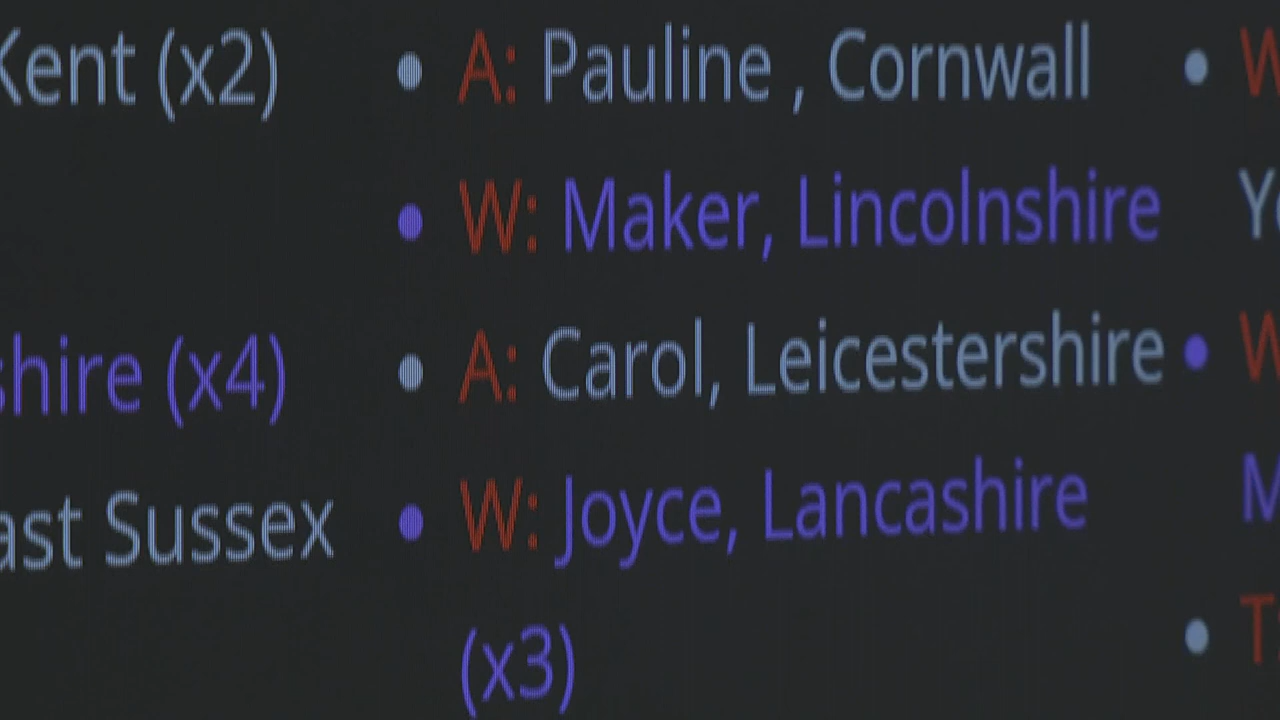 Kent (x2)
shire (x4)
ast Sussex
A: Pauline , Cornwall
W: Maker, Lincolnshire
A: Carol, Leicestershire
W: Joyce, Lancashire
(x3)